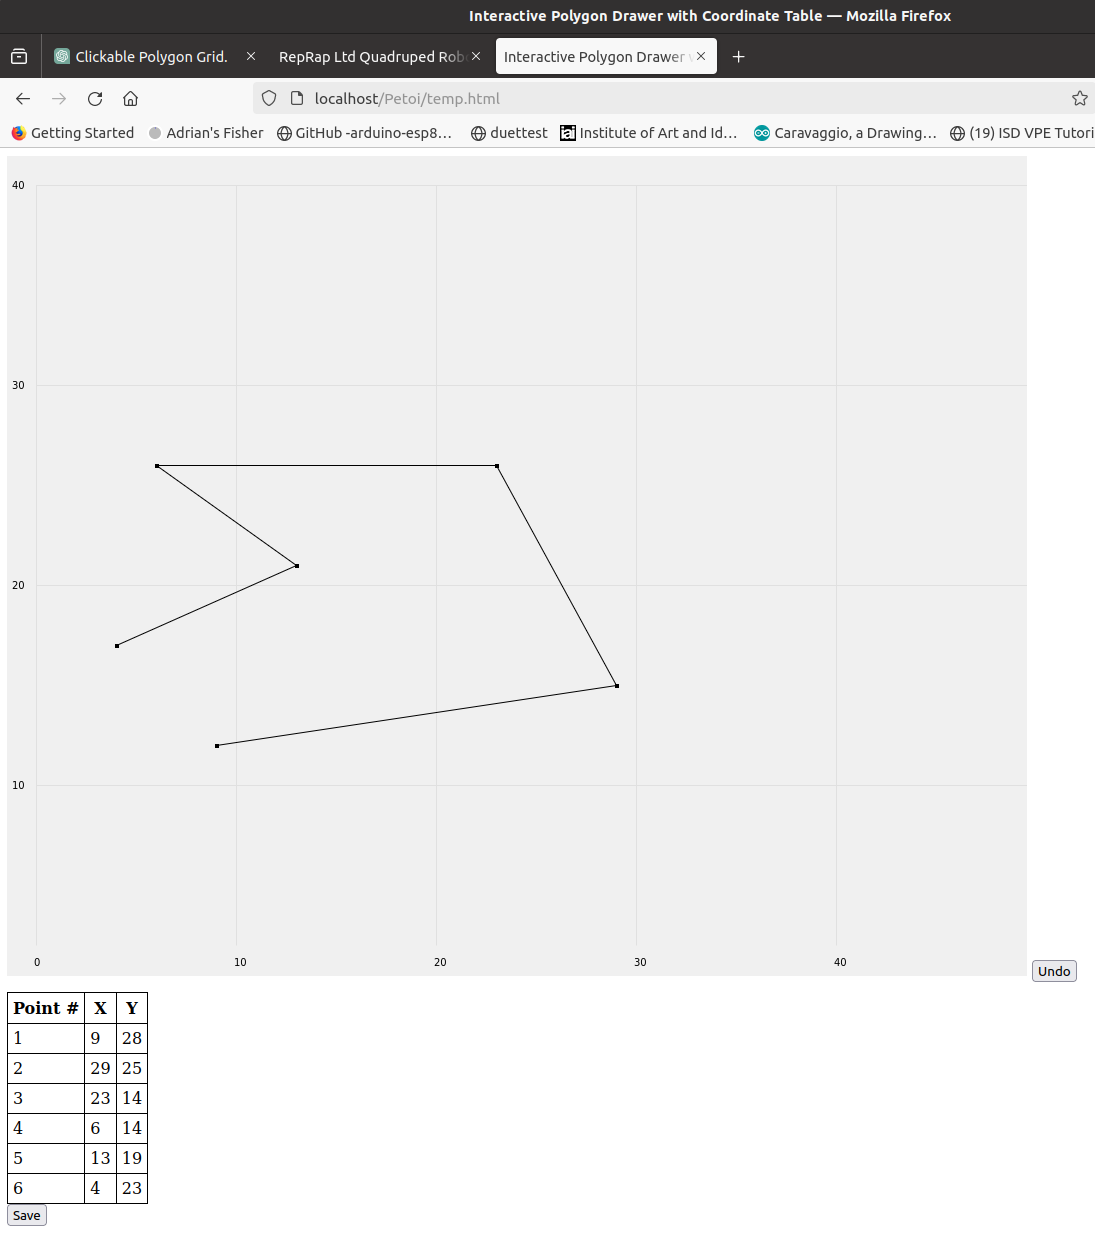 Interactive Polygon Drawer with Coordinate Table — Mozilla Firefox
Clickable Polygon Grid. RepRap Ltd Quadruped Rob Interactive Polygon Drawer
localhost/Petoi/temp.html
Getting Started Adrian's Fisher GitHub -arduino-esp8... duettest Institute of Art and Id... Caravaggio, a Drawing... (19) ISD VPE Tutori
40
30
20
10
0 10 20 30 40
Undo
Point # X Y
1 9 28
2 29 25
3 23 14
4 6 14
5 13 19
6 4 23
Save